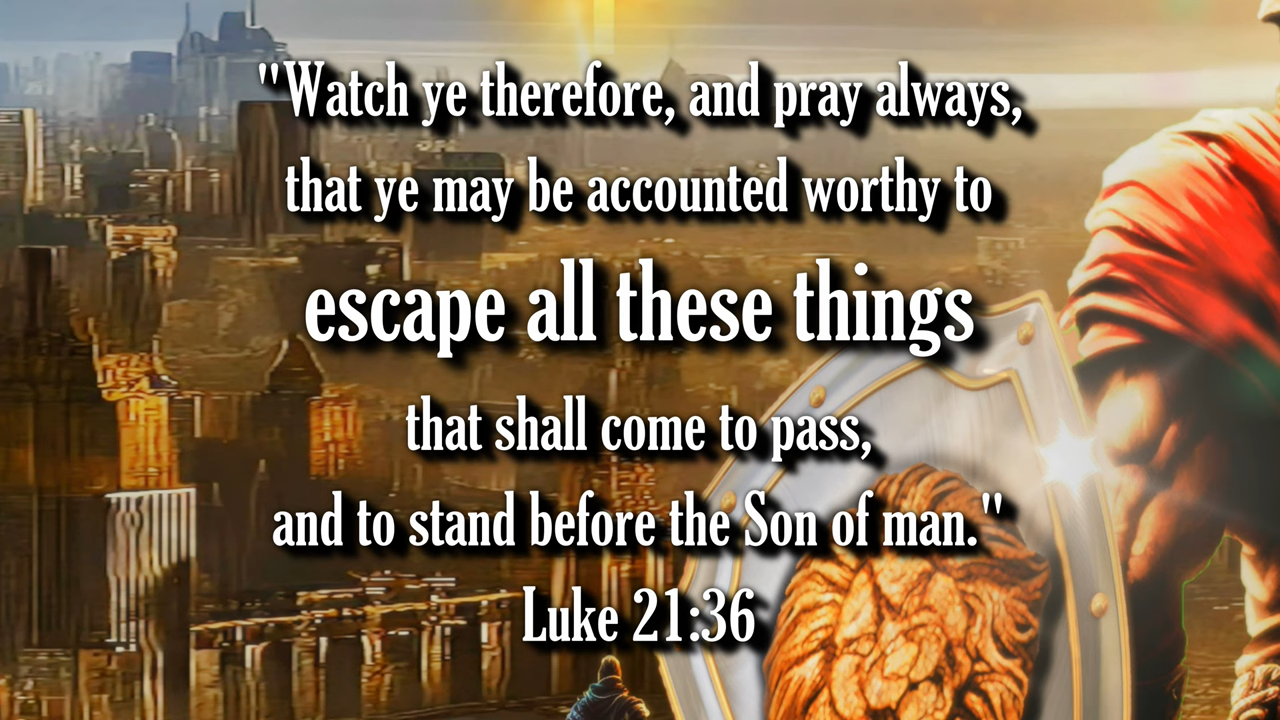 "Watch ye therefore, and pray always,
that ye may be accounted worthy to
escape all these things
that shall come to pass,
and to stand before the Son of man."
Luke 21:36